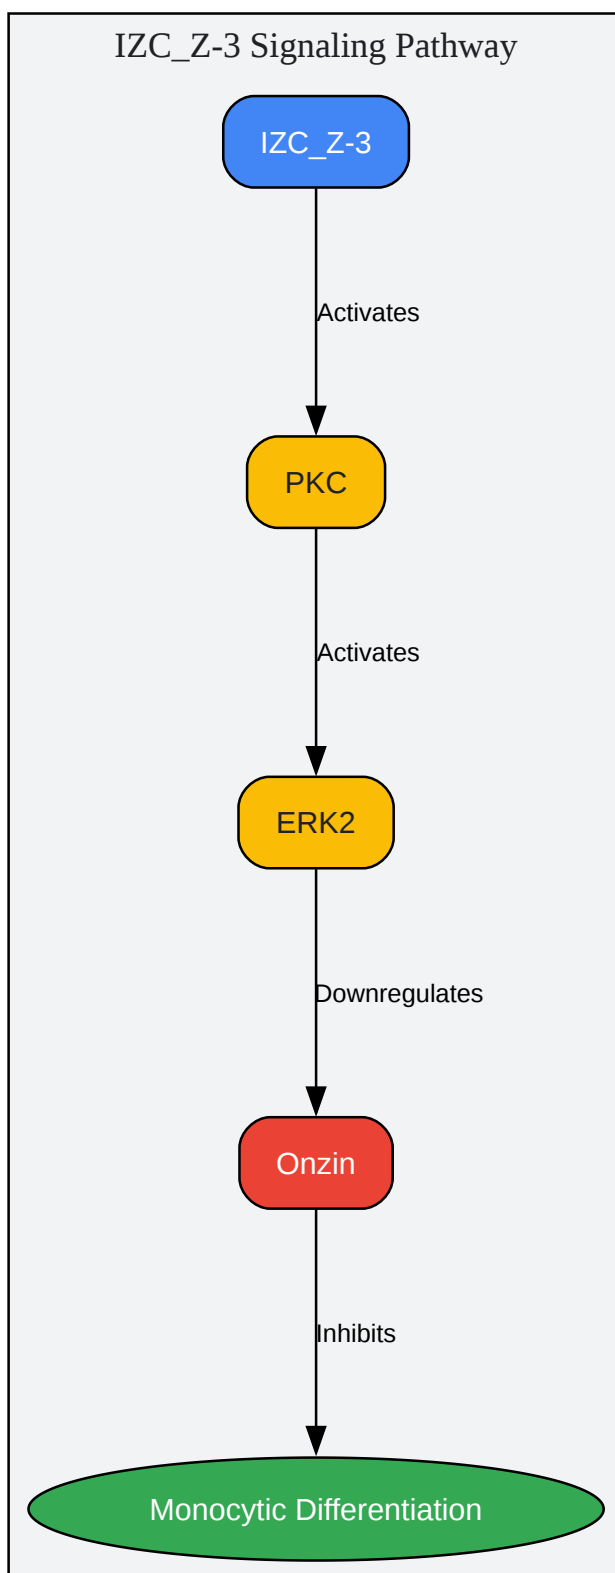 IZC_Z-3 Signaling Pathway
IZC_Z-3
Activates
PKC
Activates
ERK2
Downregulates
Onzin
Inhibits
Monocytic Differentiation